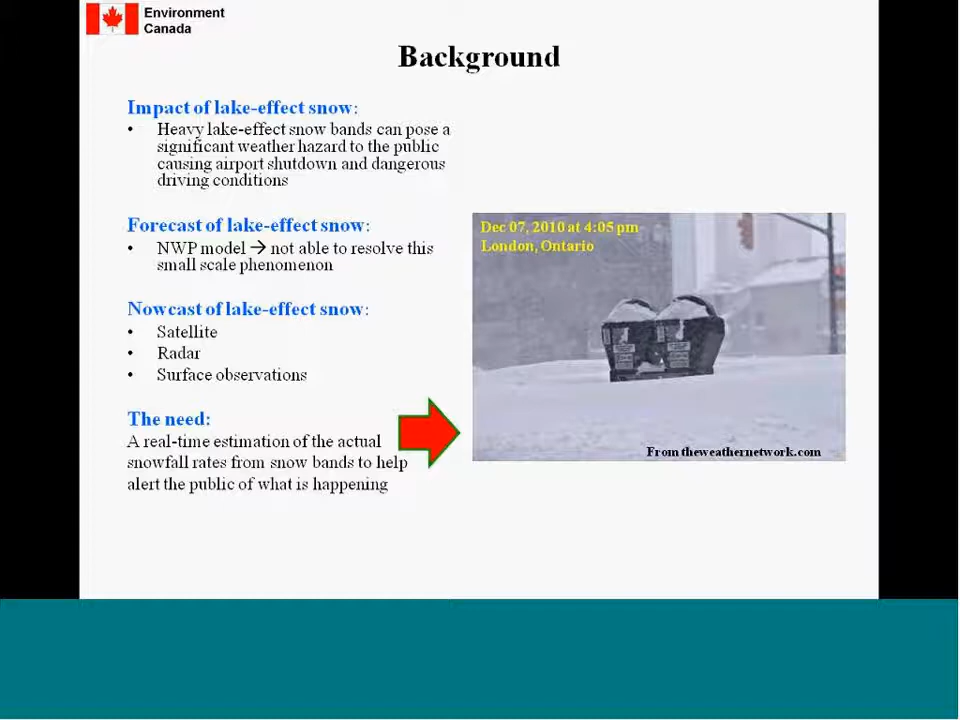 Environment
Canada
Background
Impact of lake-effect snow:
• Heavy lake-effect snow bands can pose a
significant weather hazard to the public
causing airport shutdown and dangerous
driving conditions
Forecast of lake-effect snow:
• NWP model → not able to resolve this
small scale phenomenon
Nowcast of lake-effect snow:
• Satellite
• Radar
• Surface observations
The need:
A real-time estimation of the actual
snowfall rates from snow bands to help
alert the public of what is happening
Dec 07, 2010 at 4:05 pm
London, Ontario
From theweathernetwork.com